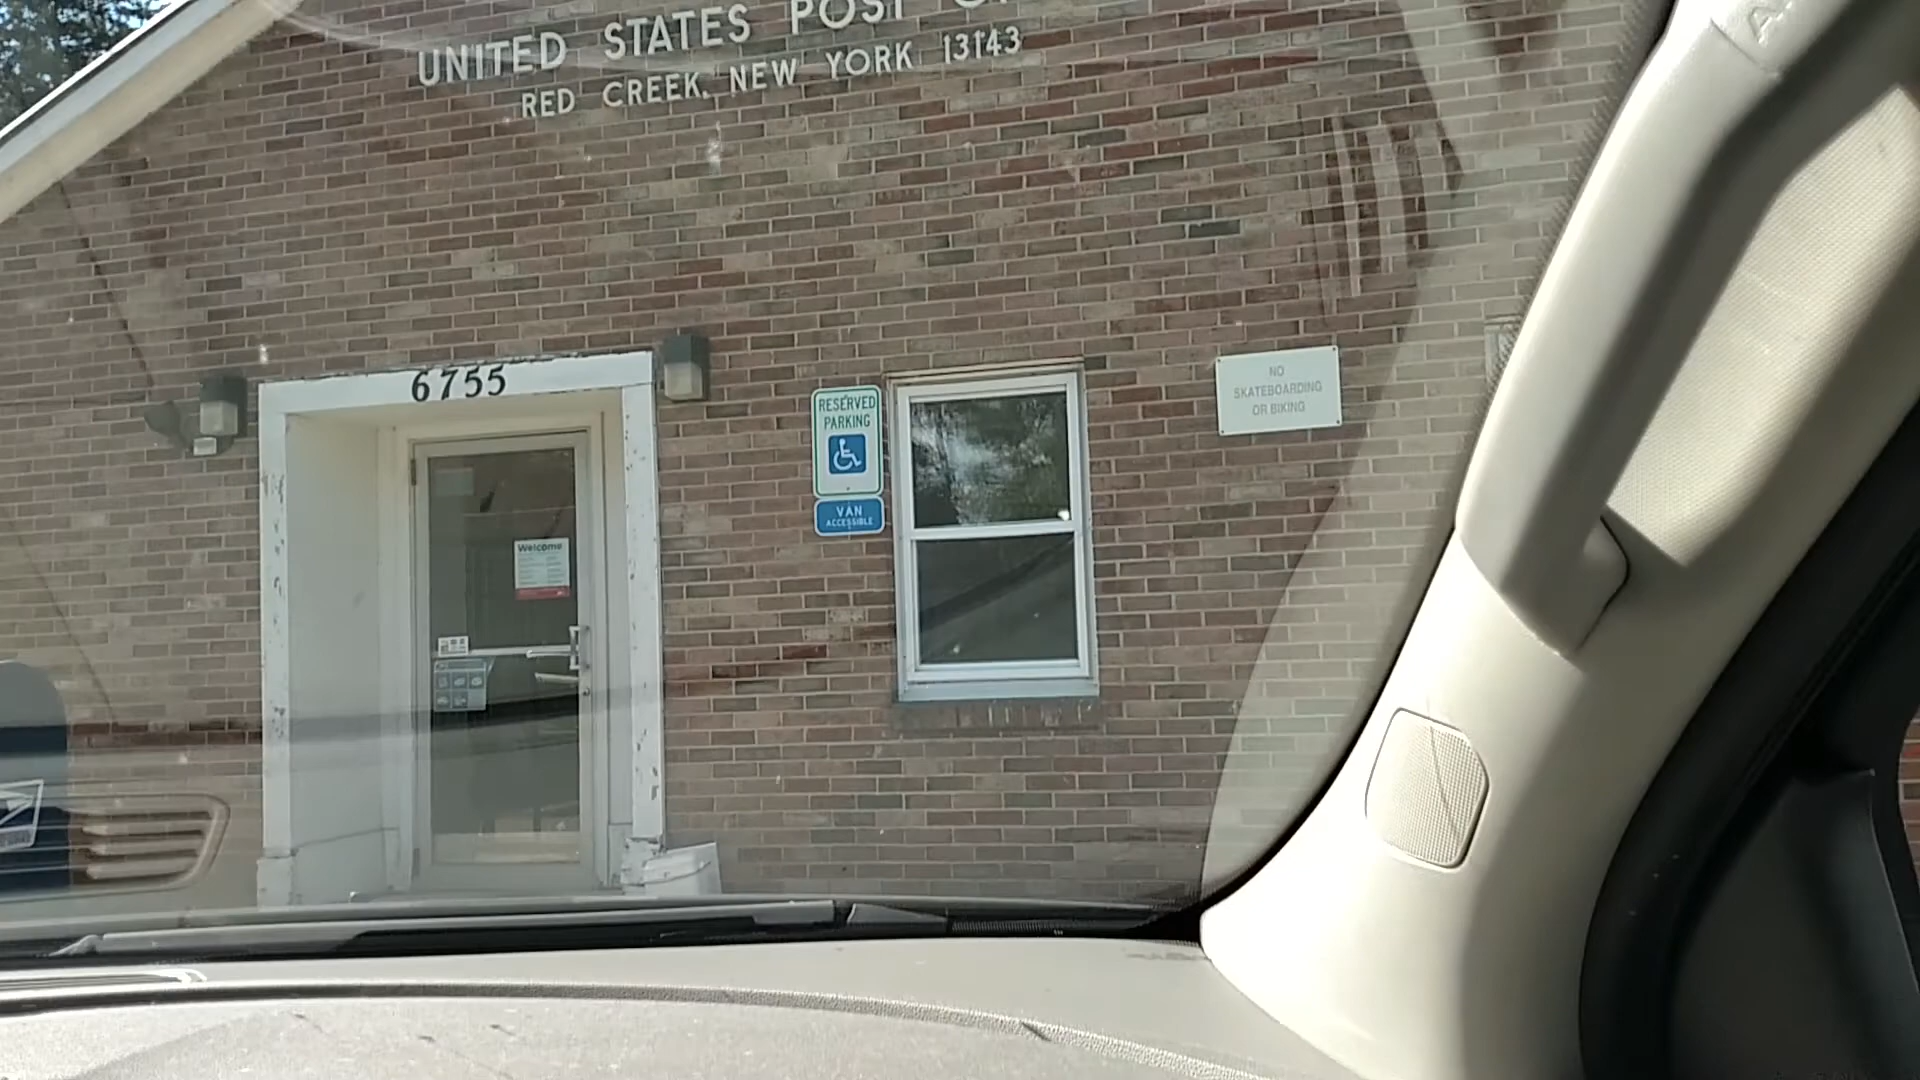 UNITED STATES POST
RED CREEK, NEW YORK 13143
6755
RESERVED
PARKING
VAN
ACCESSIBLE
NO
SKATEBOARDING
OR BIKING
Welcome